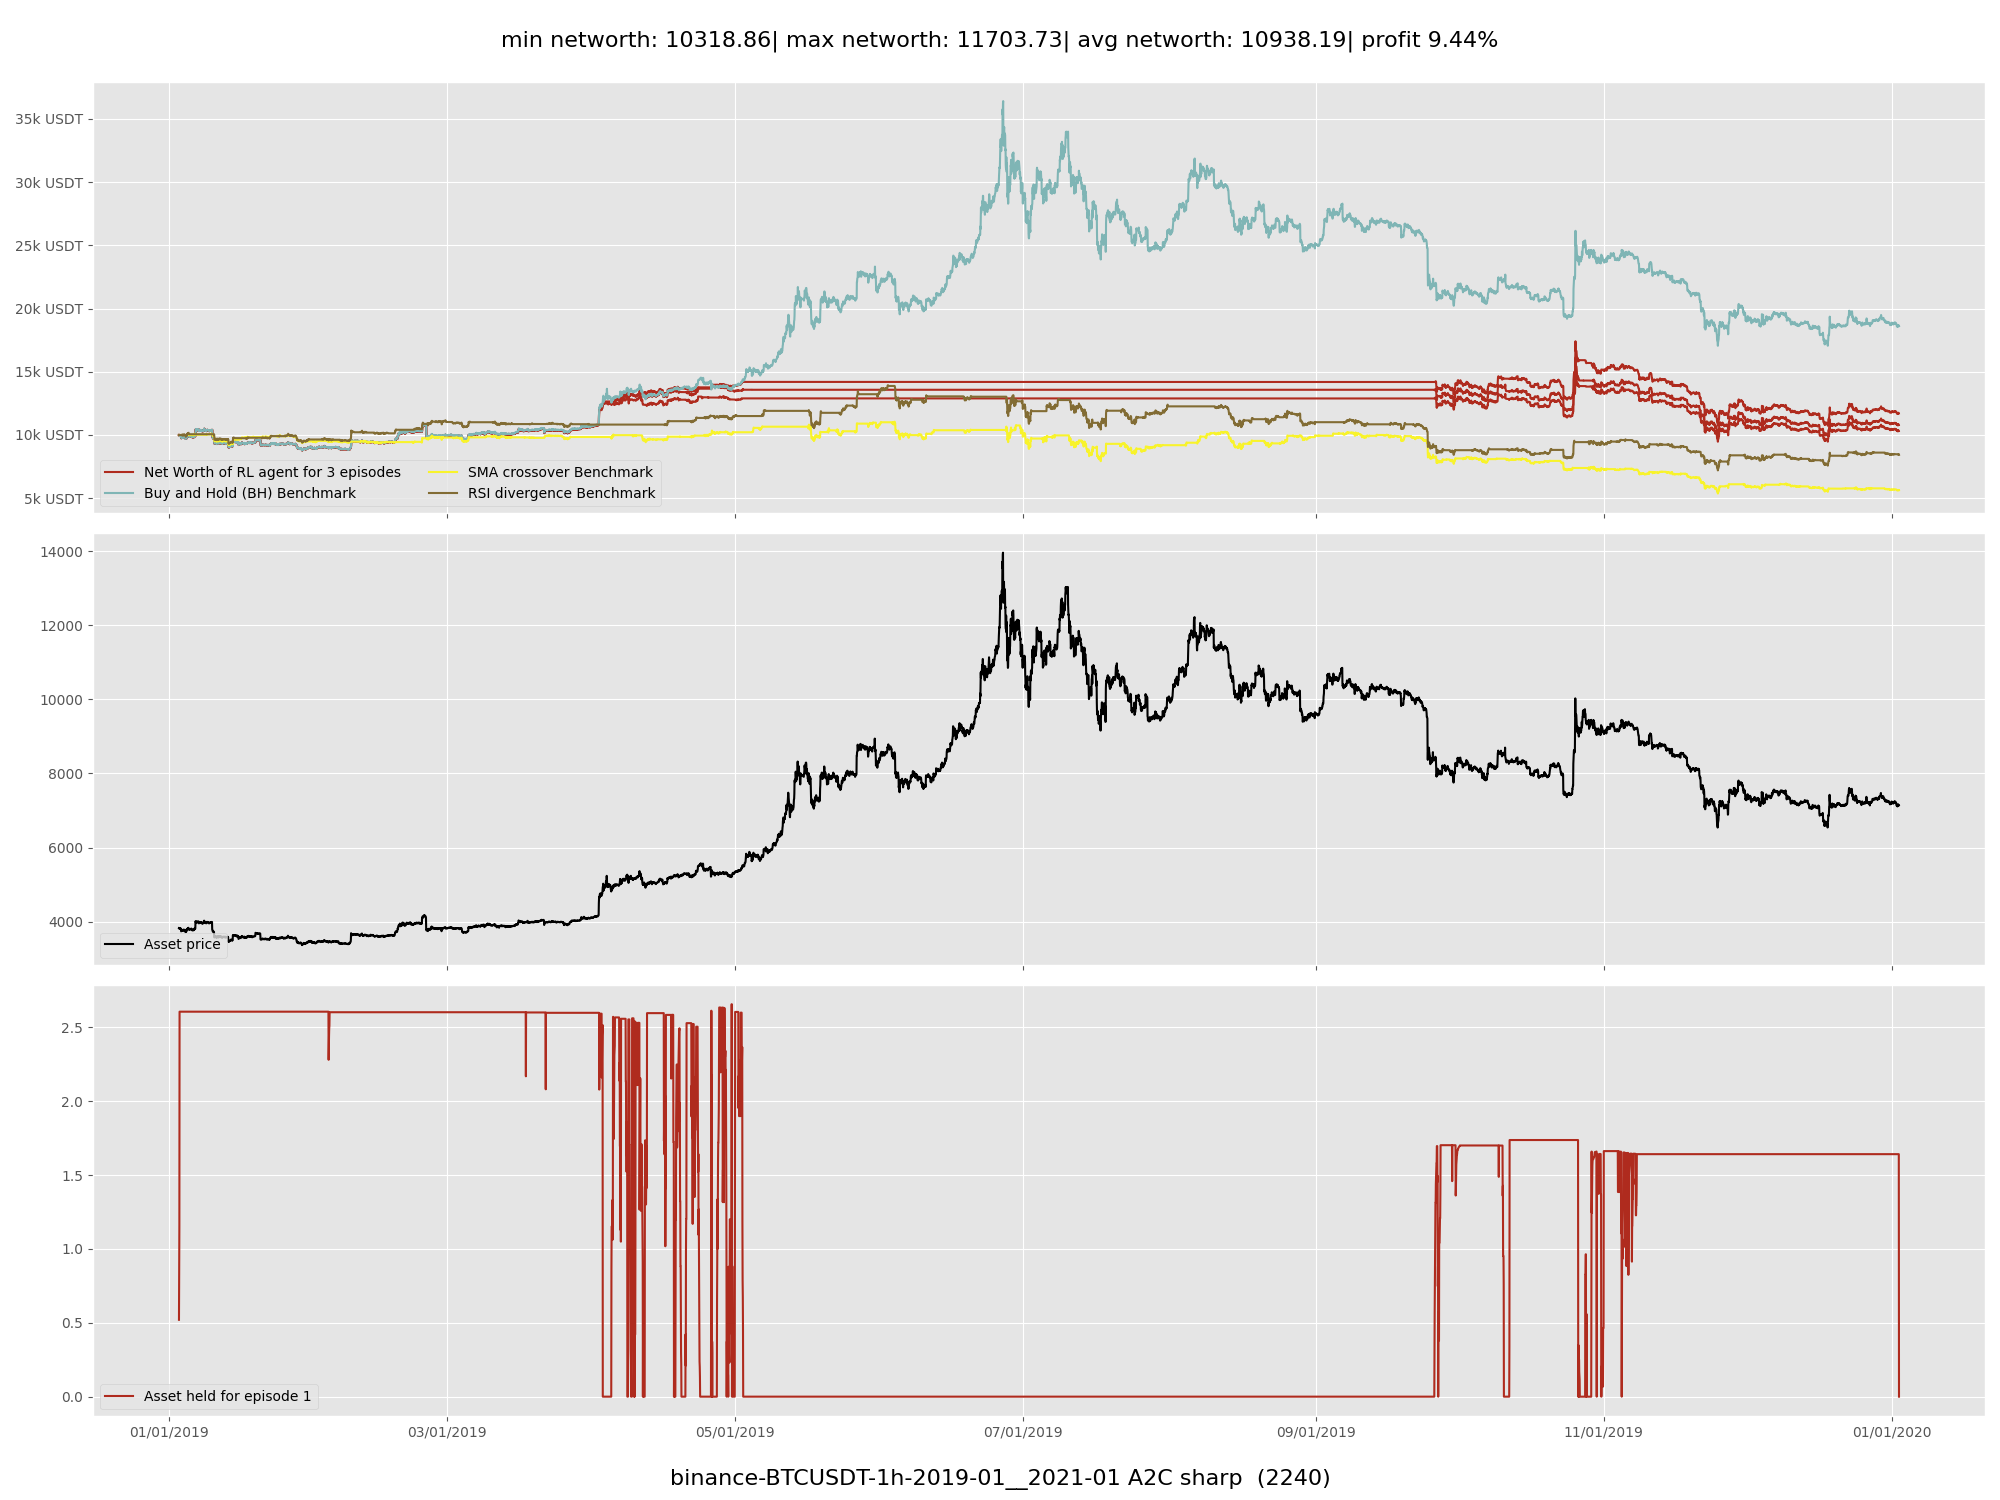 min networth: 10318.86| max networth: 11703.73| avg networth: 10938.19| profit 9.44%
35k USDT
30k USDT
25k USDT
20k USDT
15k USDT
10k USDT
5k USDT
Net Worth of RL agent for 3 episodes
Buy and Hold (BH) Benchmark
SMA crossover Benchmark
RSI divergence Benchmark
14000
12000
10000
8000
6000
4000
Asset price
2.5
2.0
1.5
1.0
0.5
0.0
Asset held for episode 1
01/01/2019 03/01/2019 05/01/2019 07/01/2019 09/01/2019 11/01/2019 01/01/2020
binance-BTCUSDT-1h-2019-01__2021-01 A2C sharp (2240)